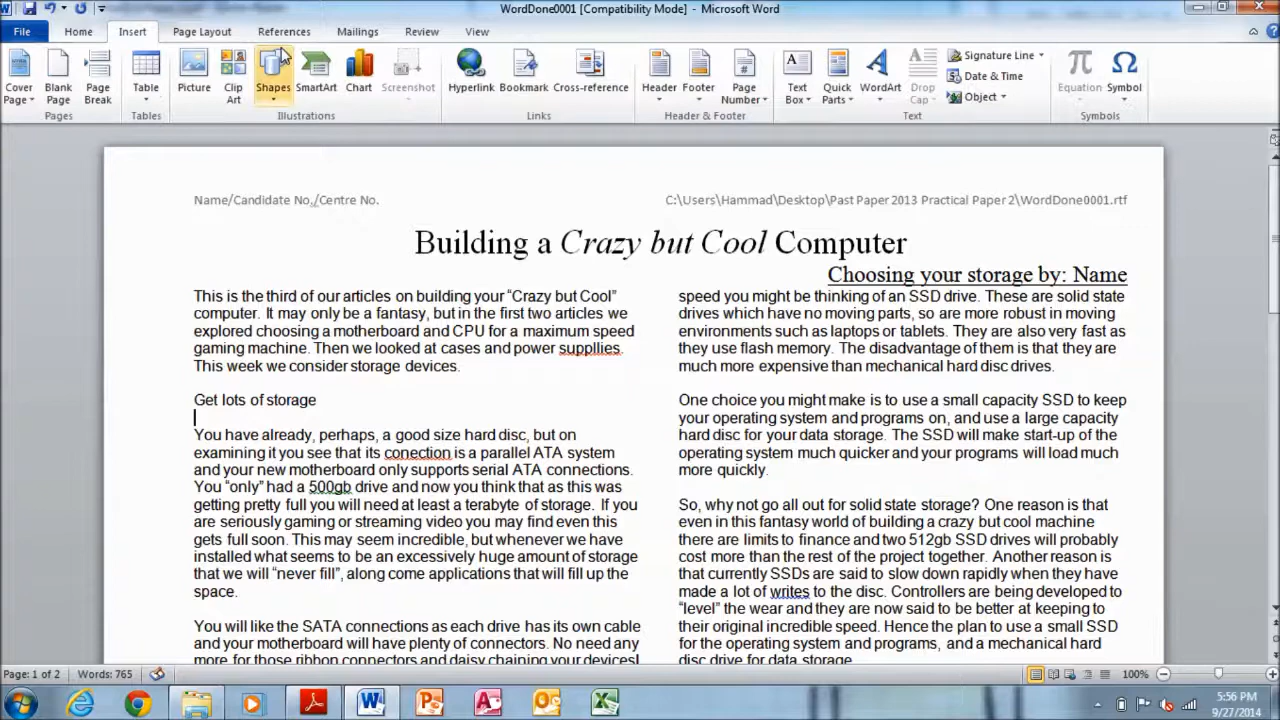 WordDone0001 [Compatibility Mode] - Microsoft Word
File Home Insert Page Layout References Mailings Review View
Cover Page
Blank Page
Page Break
Table
Picture
Clip Art
Shapes
SmartArt
Chart
Screenshot
Hyperlink
Bookmark
Cross-reference
Header
Footer
Page Number
Text Box
Quick Parts
WordArt
Drop Cap
Signature Line
Date & Time
Object
Equation
Symbol
Pages Tables Illustrations Links Header & Footer Text Symbols
Name/Candidate No./Centre No. C:\Users\Hammad\Desktop\Past Paper 2013 Practical Paper 2\WordDone0001.rtf
Building a Crazy but Cool Computer
Choosing your storage by: Name
This is the third of our articles on building your “Crazy but Cool”
computer. It may only be a fantasy, but in the first two articles we
explored choosing a motherboard and CPU for a maximum speed
gaming machine. Then we looked at cases and power suppllies.
This week we consider storage devices.
Get lots of storage
You have already, perhaps, a good size hard disc, but on
examining it you see that its conection is a parallel ATA system
and your new motherboard only supports serial ATA connections.
You “only” had a 500gb drive and now you think that as this was
getting pretty full you will need at least a terabyte of storage. If you
are seriously gaming or streaming video you may find even this
gets full soon. This may seem incredible, but whenever we have
installed what seems to be an excessively huge amount of storage
that we will “never fill”, along come applications that will fill up the
space.
You will like the SATA connections as each drive has its own cable
and your motherboard will have plenty of connectors. No need any
more for those ribbon connectors and daisy chaining your devices!
speed you might be thinking of an SSD drive. These are solid state
drives which have no moving parts, so are more robust in moving
environments such as laptops or tablets. They are also very fast as
they use flash memory. The disadvantage of them is that they are
much more expensive than mechanical hard disc drives.
One choice you might make is to use a small capacity SSD to keep
your operating system and programs on, and use a large capacity
hard disc for your data storage. The SSD will make start-up of the
operating system much quicker and your programs will load much
more quickly.
So, why not go all out for solid state storage? One reason is that
even in this fantasy world of building a crazy but cool machine
there are limits to finance and two 512gb SSD drives will probably
cost more than the rest of the project together. Another reason is
that currently SSDs are said to slow down rapidly when they have
made a lot of writes to the disc. Controllers are being developed to
“level” the wear and they are now said to be better at keeping to
their original incredible speed. Hence the plan to use a small SSD
for the operating system and programs, and a mechanical hard
disc drive for data storage.
Page: 1 of 2 Words: 765 100%
5:56 PM
9/27/2014